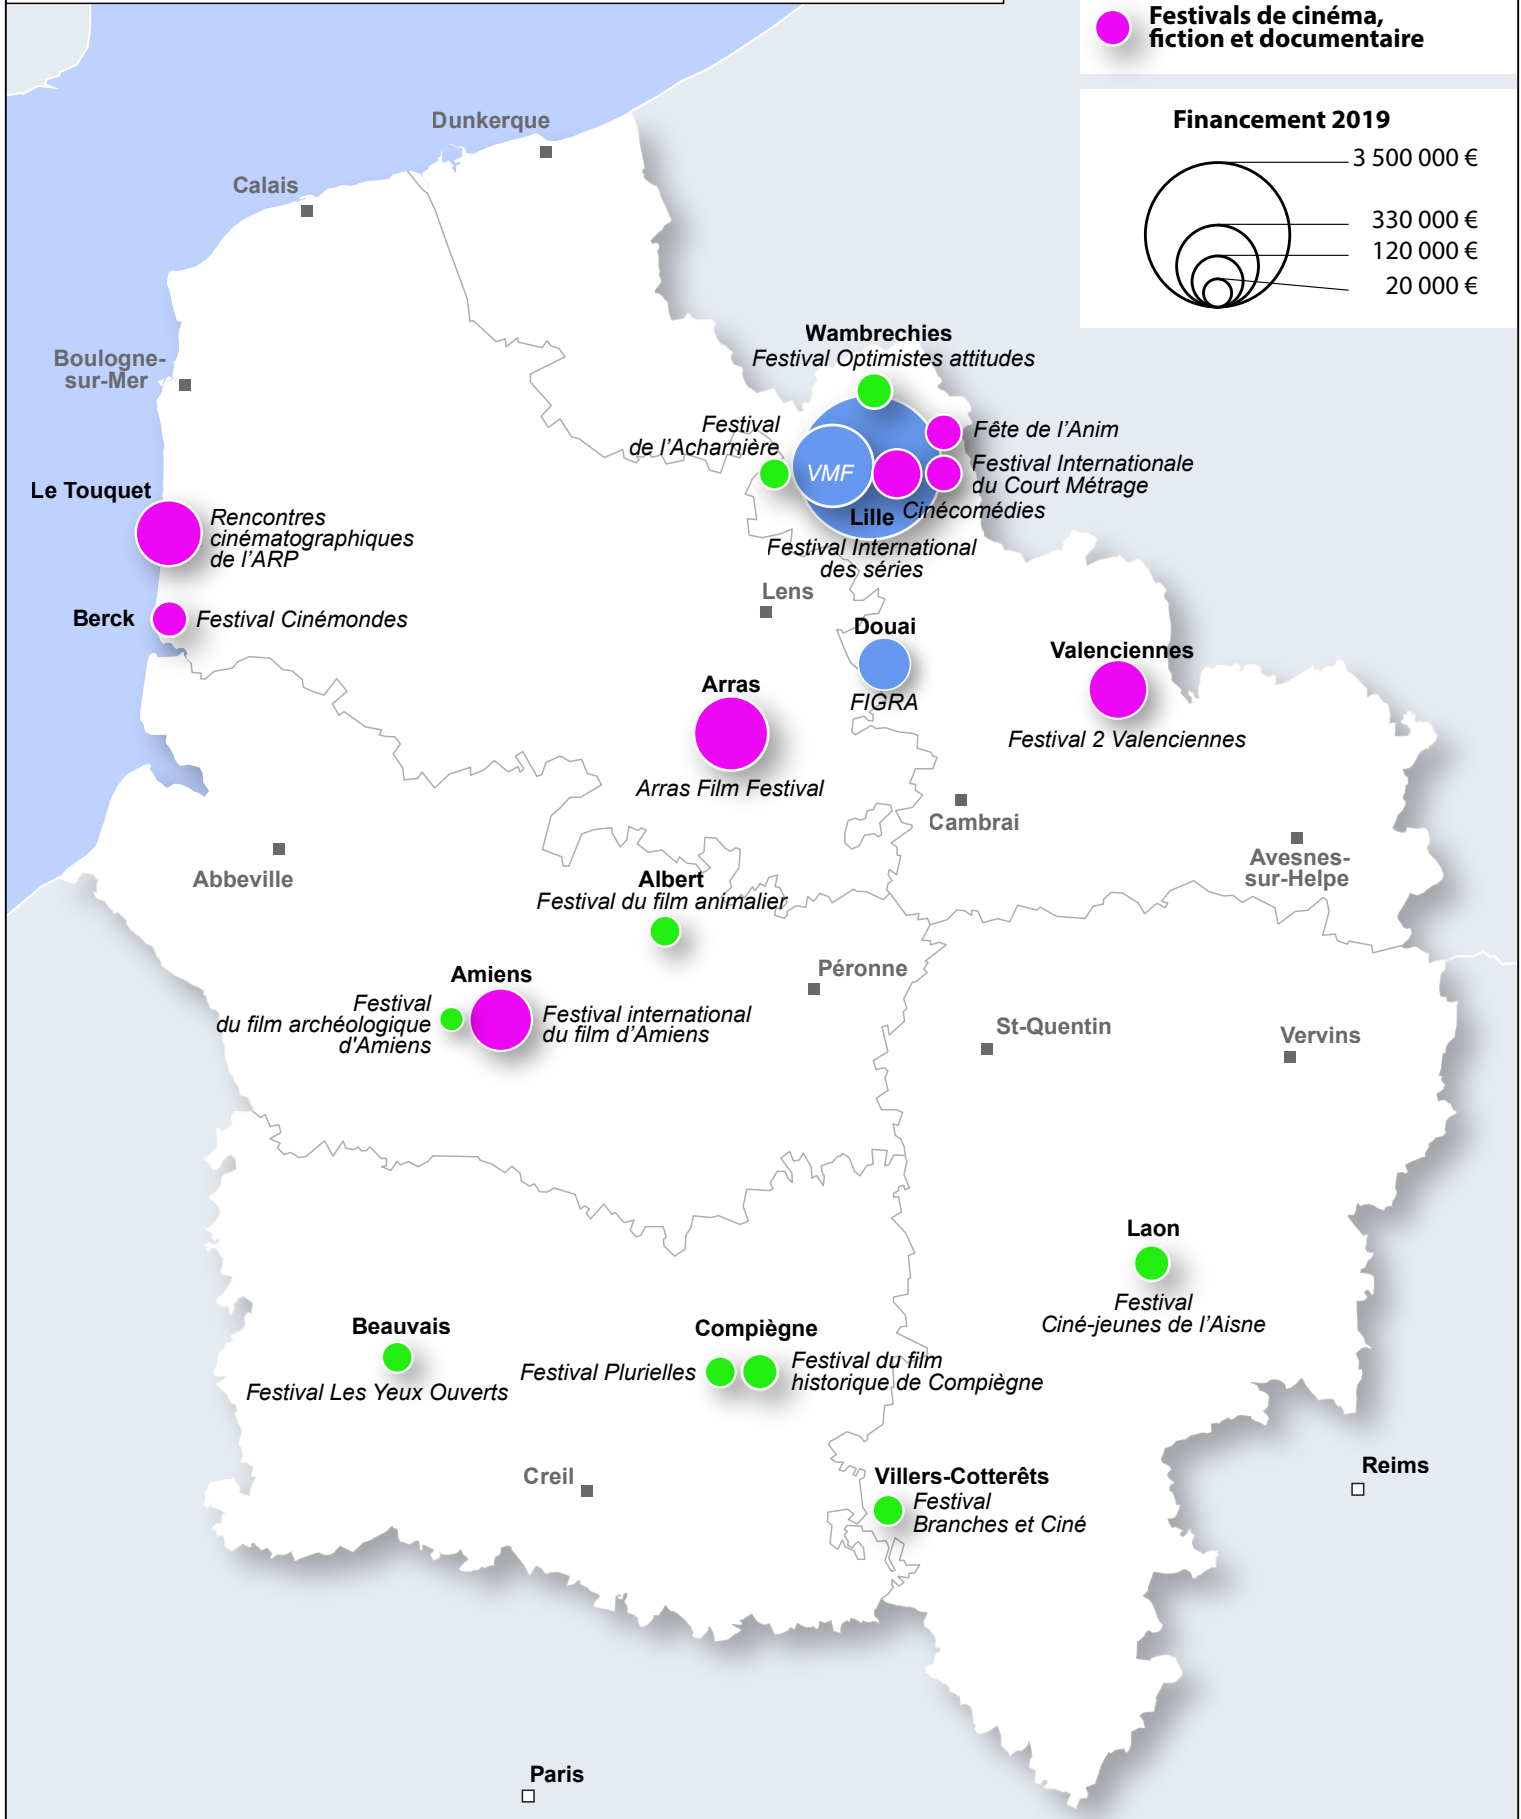 Festivals de cinéma,
fiction et documentaire
Financement 2019
3 500 000 €
330 000 €
120 000 €
20 000 €
Dunkerque
Calais
Boulogne-
sur-Mer
Wambrechies
Festival Optimistes attitudes
Festival
de l’Acharnière
VMF
Fête de l’Anim
Festival Internationale
du Court Métrage
Cinécomédies
Lille
Festival International
des séries
Le Touquet
Rencontres
cinématographiques
de l’ARP
Berck
Festival Cinémondes
Lens
Douai
FIGRA
Valenciennes
Festival 2 Valenciennes
Arras
Arras Film Festival
Cambrai
Avesnes-
sur-Helpe
Abbeville
Albert
Festival du film animalier
Péronne
Amiens
Festival
du film archéologique
d'Amiens
Festival international
du film d’Amiens
St-Quentin
Vervins
Laon
Festival
Ciné-jeunes de l’Aisne
Beauvais
Festival Les Yeux Ouverts
Compiègne
Festival Plurielles
Festival du film
historique de Compiègne
Creil
Villers-Cotterêts
Festival
Branches et Ciné
Reims
Paris